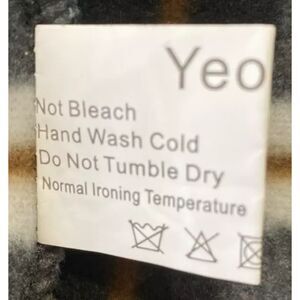 Yeo
Not Bleach
Hand Wash Cold
Do Not Tumble Dry
Normal Ironing Temperature